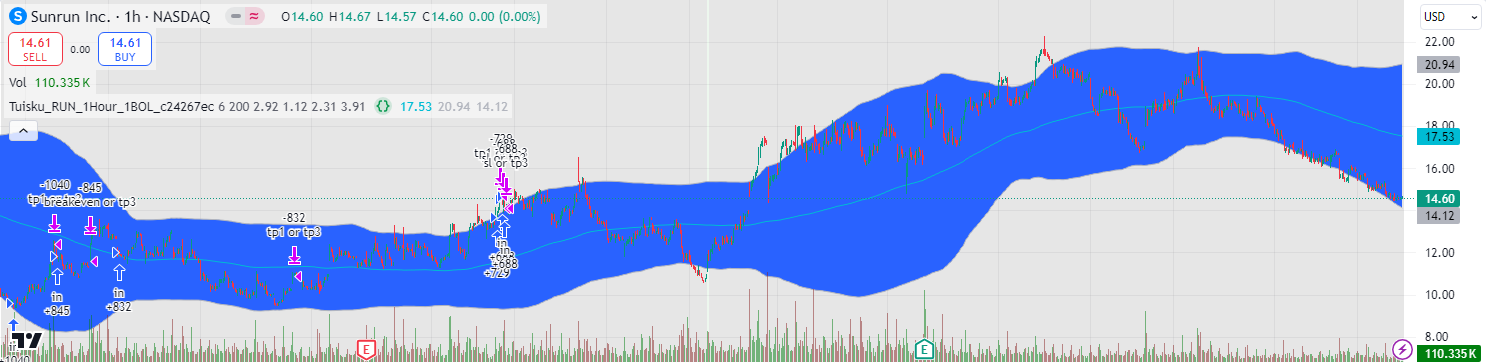 S Sunrun Inc. · 1h · NASDAQ O14.60 H14.67 L14.57 C14.60 0.00 (0.00%)
USD
14.61 SELL
0.00
14.61 BUY
Vol 110.335 K
Tuisku_RUN_1Hour_1BOL_c24267ec 6 200 2.92 1.12 2.31 3.91 {} 17.53 20.94 14.12
22.00
20.94
20.00
18.00
17.53
16.00
14.60
14.12
12.00
10.00
8.00
110.335 K
-1040
-845
breakeven or tp3
in
+845
in
+832
-832
tp1 or tp3
sl or tp3
in
+688
+729
E
E